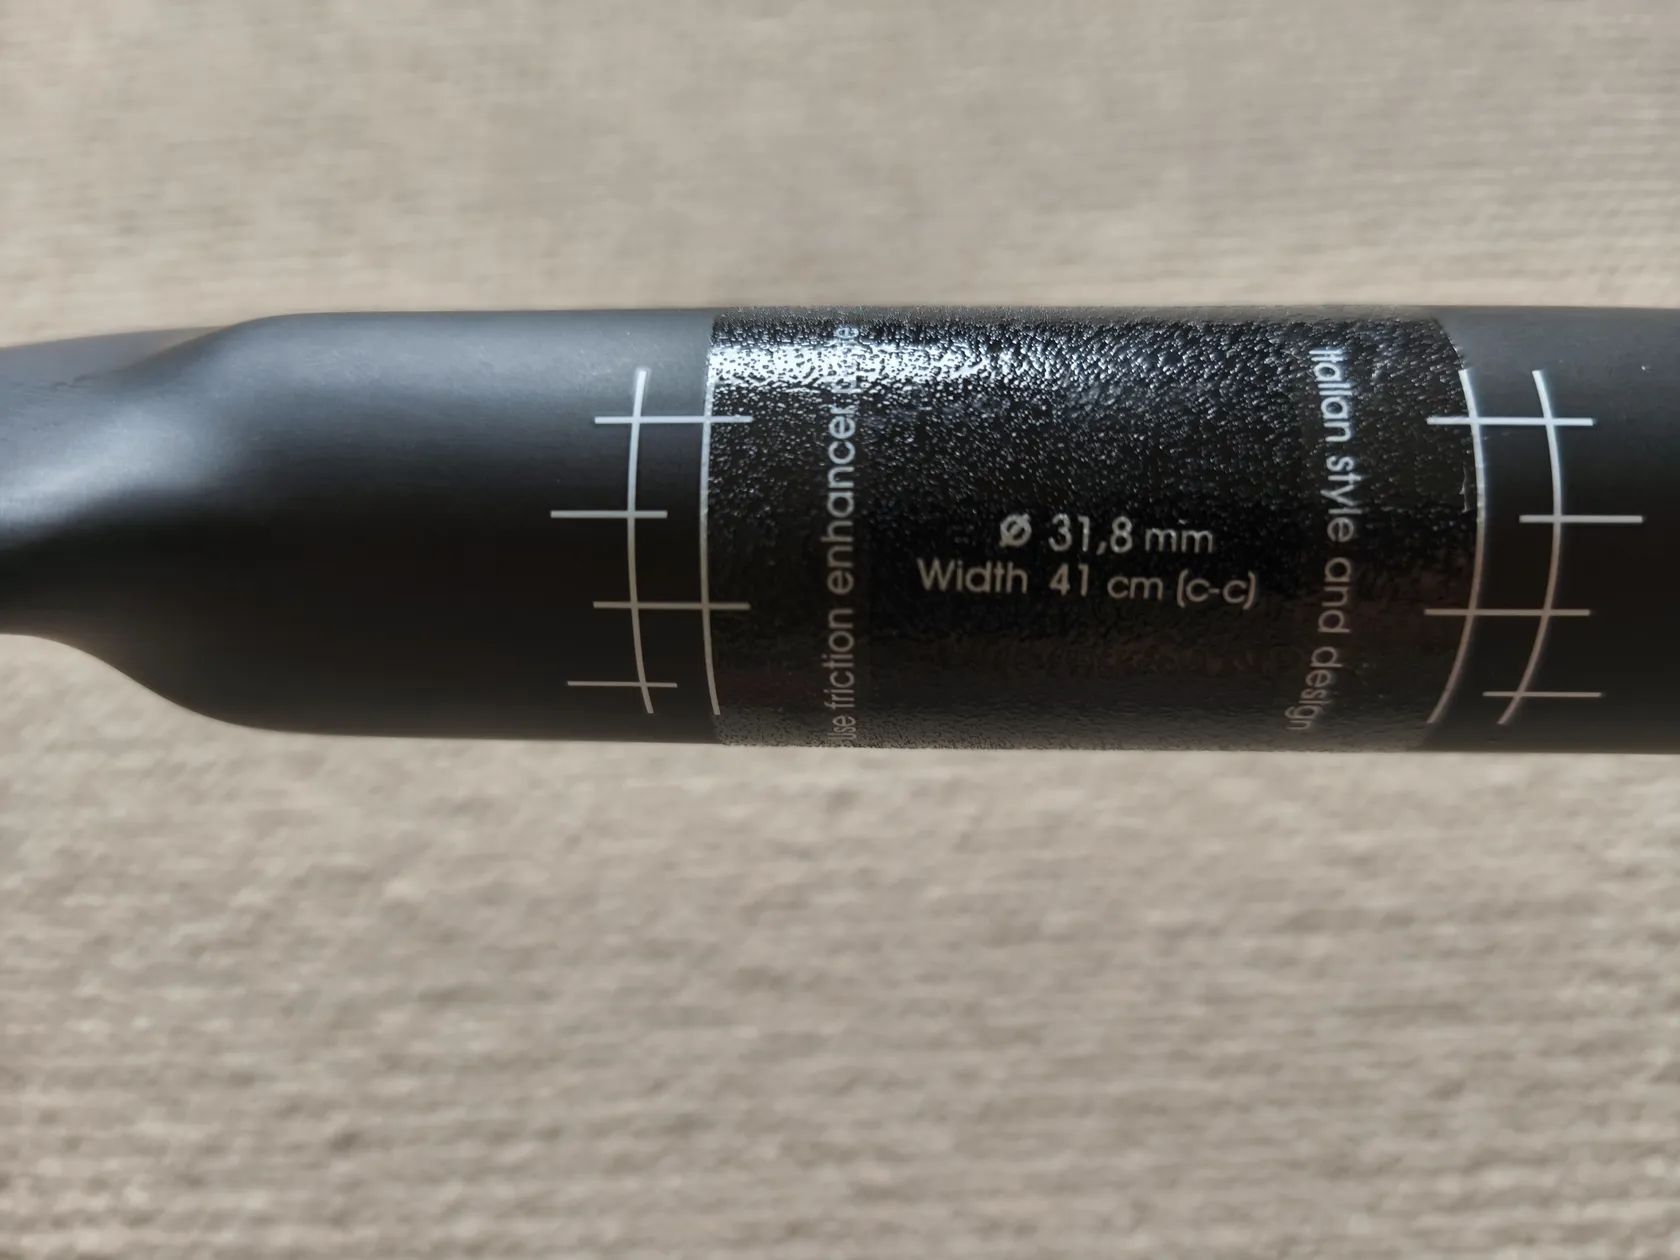 Use friction enhancer
Ø 31,8 mm
Width 41 cm (c-c)
Italian style and design